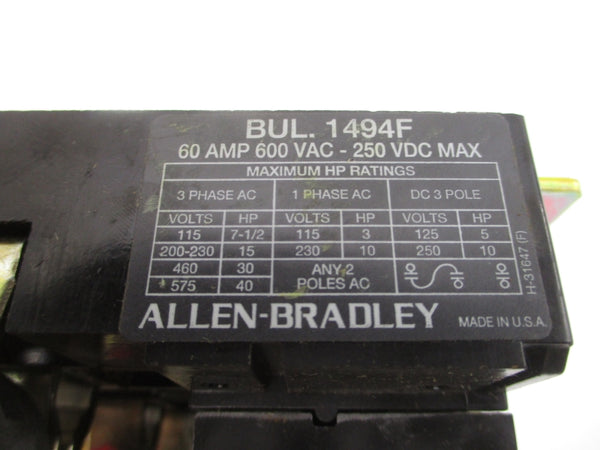 BUL. 1494F
60 AMP 600 VAC - 250 VDC MAX
MAXIMUM HP RATINGS
3 PHASE AC 1 PHASE AC DC 3 POLE
VOLTS HP VOLTS HP VOLTS HP
115 7-1/2 115 3 125 5
200-230 15 230 10 250 10
460 30 ANY 2
575 40 POLES AC
H-31647 (F)
ALLEN-BRADLEY MADE IN U.S.A.